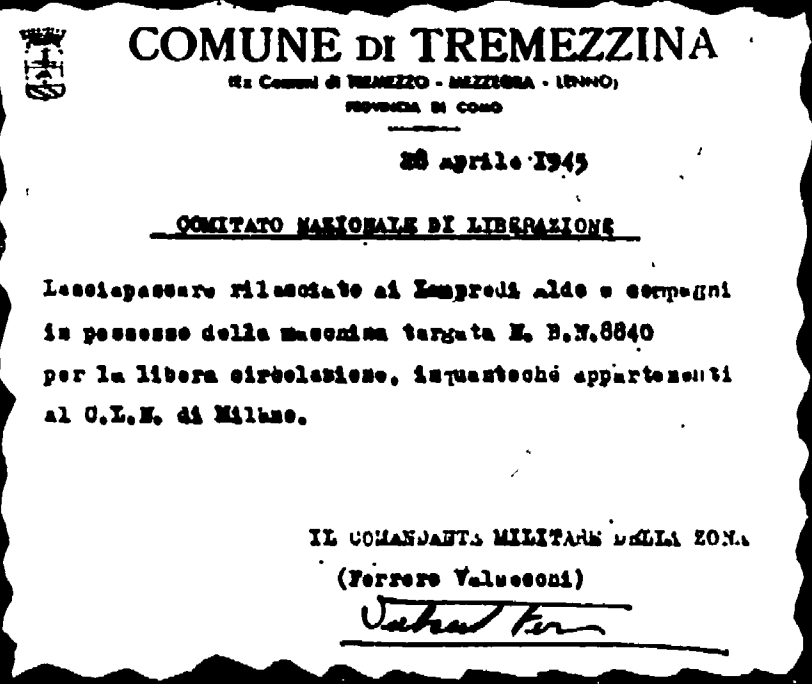 COMUNE DI TREMEZZINA
(Ex Comuni di TREMEZZO - MEZZEGRA - LENNO)
PROVINCIA DI COMO
28 Aprile 1945
COMITATO NAZIONALE DI LIBERAZIONE
Lasciapassare rilasciato ai Lampredi Aldo e compagni
in possesso della macchina targata N. B.N.8840
per la libera circolazione, inquantochè appartenenti
al C.L.N. di Milano.
IL COMANDANTE MILITARE DELLA ZONA
(Ferrero Valsecchi)